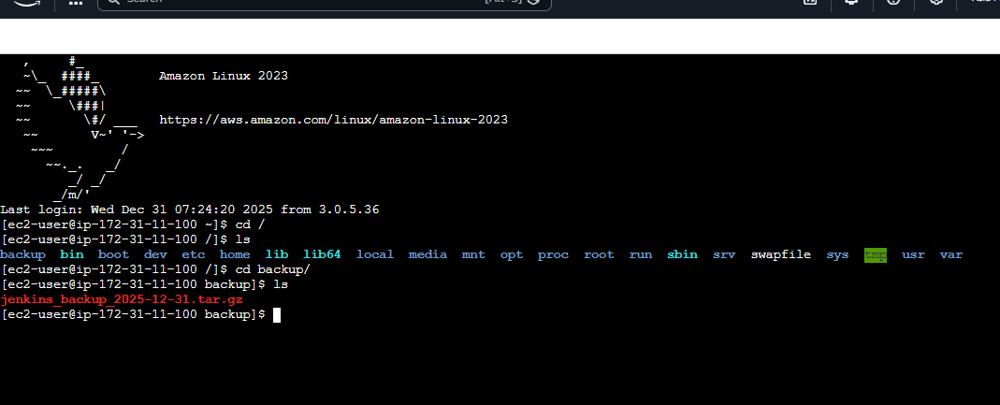 Search [Alt+S]
    ,     #_
   ~\_  ####_        Amazon Linux 2023
  ~~  \_#####\
  ~~     \###|
  ~~       \#/ ___   https://aws.amazon.com/linux/amazon-linux-2023
   ~~       V~' '->
    ~~~         /
      ~~._.   _/
         _/ _/
       _/m/'
Last login: Wed Dec 31 07:24:20 2025 from 3.0.5.36
[ec2-user@ip-172-31-11-100 ~]$ cd /
[ec2-user@ip-172-31-11-100 /]$ ls
backup  bin  boot  dev  etc  home  lib  lib64  local  media  mnt  opt  proc  root  run  sbin  srv  swapfile  sys  tmp  usr  var
[ec2-user@ip-172-31-11-100 /]$ cd backup/
[ec2-user@ip-172-31-11-100 backup]$ ls
jenkins_backup_2025-12-31.tar.gz
[ec2-user@ip-172-31-11-100 backup]$